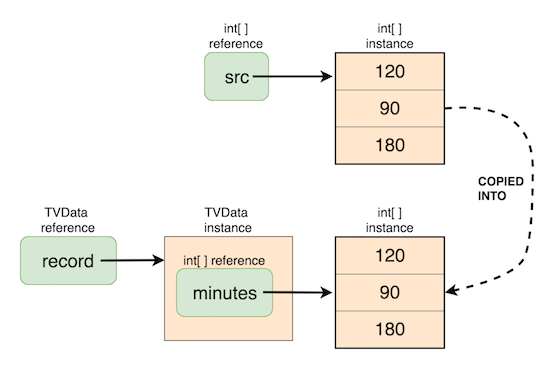 int[ ]
reference
int[ ]
instance
src
120
90
180
COPIED
INTO
TVData
reference
TVData
instance
int[ ]
instance
record
int[ ] reference
minutes
120
90
180